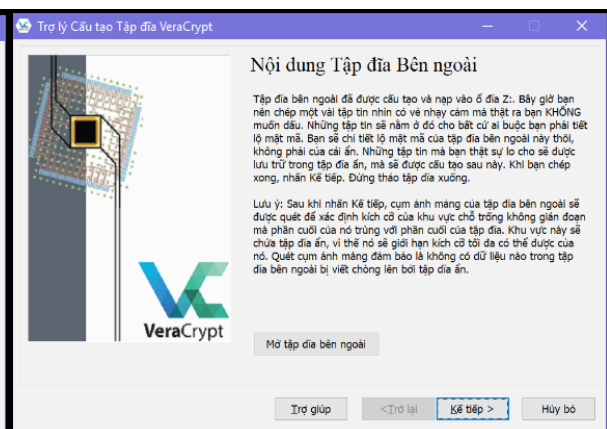 Trợ lý Cấu tạo Tập đĩa VeraCrypt
Nội dung Tập đĩa Bên ngoài
Tập đĩa bên ngoài đã được cấu tạo và nạp vào ổ đĩa Z:. Bây giờ bạn
nên chép một vài tập tin nhìn có vẻ nhạy cảm mà thật ra bạn KHÔNG
muốn dấu. Những tập tin sẽ nằm ở đó cho bất cứ ai buộc bạn phải tiết
lộ mật mã. Bạn sẽ chỉ tiết lộ mật mã của tập đĩa bên ngoài này thôi,
không phải của cái ẩn. Những tập tin mà bạn thật sự lo cho sẽ được
lưu trữ trong tập đĩa ẩn, mà sẽ được cấu tạo sau này. Khi bạn chép
xong, nhấn Kế tiếp. Đừng tháo tập đĩa xuống.
Lưu ý: Sau khi nhấn Kế tiếp, cụm ánh mảng của tập đĩa bên ngoài sẽ
được quét để xác định kích cỡ của khu vực chỗ trống không gián đoạn
mà phần cuối của nó trùng với phần cuối của tập đĩa. Khu vực này sẽ
chứa tập đĩa ẩn, vì thế nó sẽ giới hạn kích cỡ tối đa có thể được của
nó. Quét cụm ánh mảng đảm bảo là không có dữ liệu nào trong tập
đĩa bên ngoài bị viết chồng lên bởi tập đĩa ẩn.
VeraCrypt
Mở tập đĩa bên ngoài
Trợ giúp
<Trở lại
Kế tiếp >
Hủy bỏ